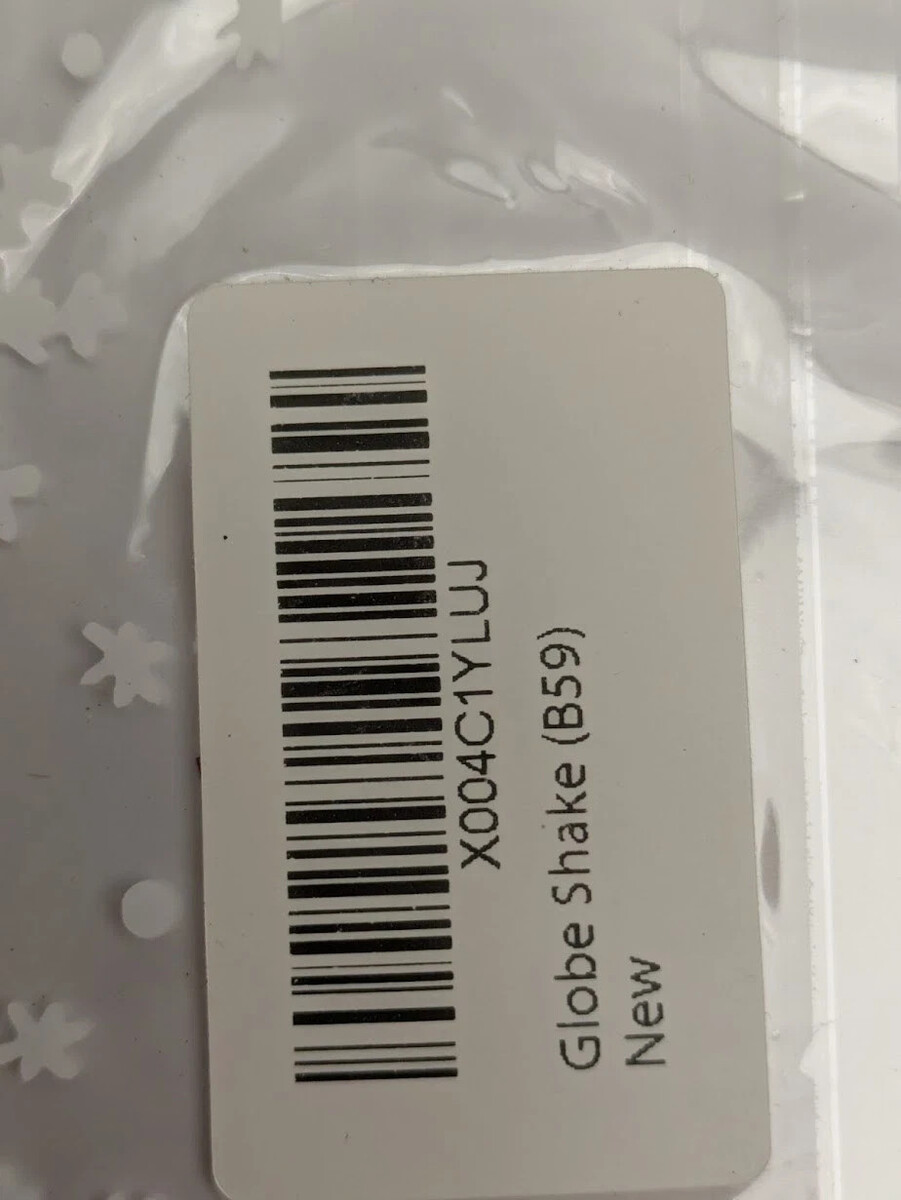 X004C1YLUJ
Globe Shake (B59)
New